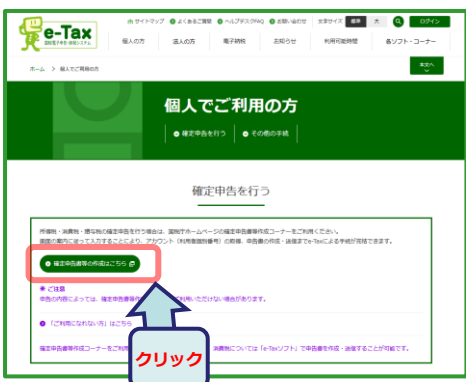 サイトマップ よくあるご質問 ヘルプデスクFAQ お問い合わせ 文字サイズ 標準 大 ログイン
e-Tax
国税電子申告・納税システム
個人の方 法人の方 電子納税 お知らせ 利用可能時間 各ソフト・コーナー
ホーム > 個人でご利用の方
本文へ
個人でご利用の方
確定申告を行う その他の手続
確定申告を行う
所得税・消費税・贈与税の確定申告を行う場合は、国税庁ホームページの確定申告書等作成コーナーをご利用ください。
画面の案内に従って入力することにより、アカウント(利用者識別番号)の取得、申告書の作成・送信までe-Taxによる手続が完結できます。
確定申告書等の作成はこちら
※ ご注意
申告の内容によっては、確定申告書等作 利用いただけない場合があります。
「ご利用になれない方」はこちら
確定申告書等作成コーナーをご利用 消費税については「e-Taxソフト」で申告書を作成・送信することが可能です。
クリック